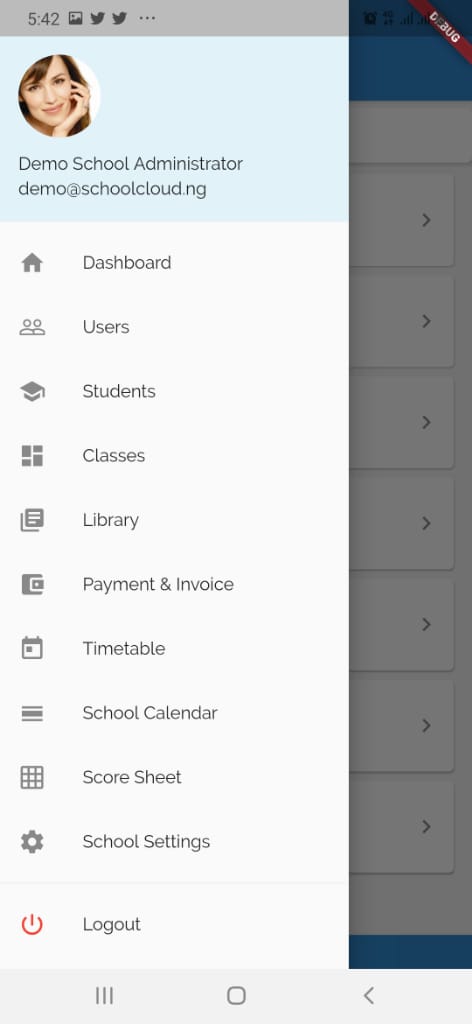 5:42
4G
DEBUG
Demo School Administrator
demo@schoolcloud.ng
Dashboard
Users
Students
Classes
Library
Payment & Invoice
Timetable
School Calendar
Score Sheet
School Settings
Logout